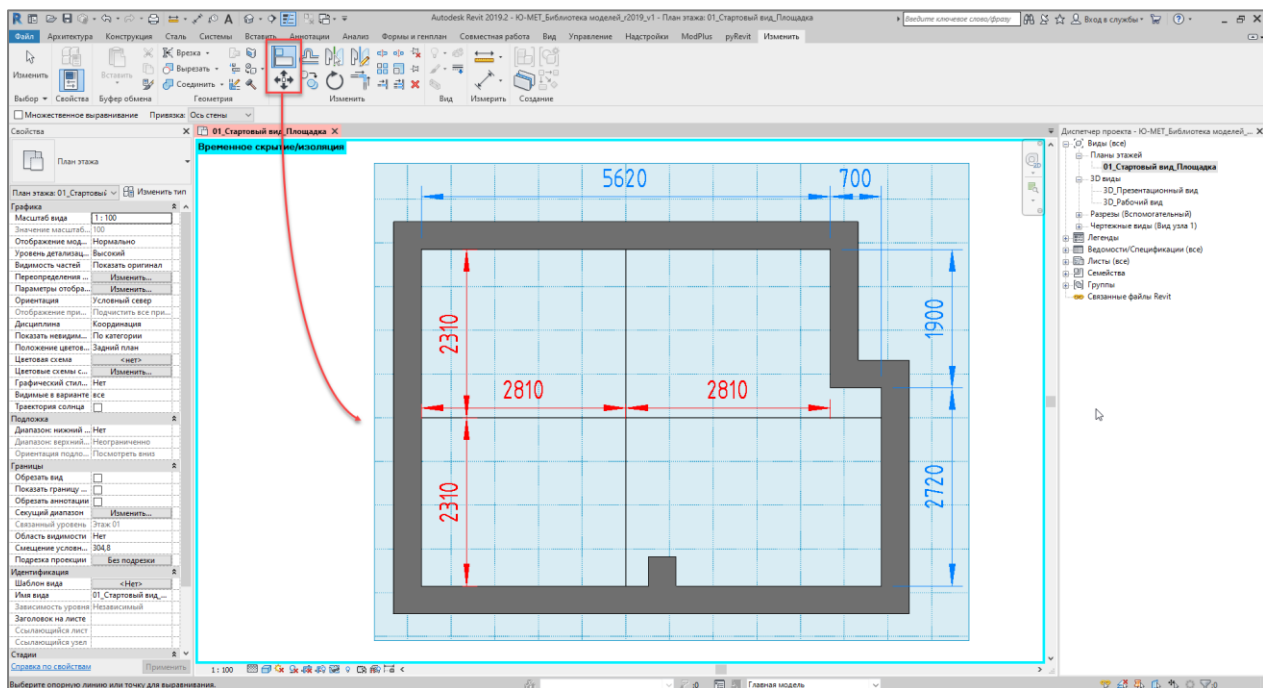 Autodesk Revit 2019.2 - Ю-МЕТ_Библиотека моделей_r2019_v1 - План этажа: 01_Стартовый вид_Площадка
Введите ключевое слово/фразу
Вход в службы
Файл Архитектура Конструкция Сталь Системы Вставить Аннотации Анализ Формы и генплан Совместная работа Вид Управление Надстройки ModPlus pyRevit Изменить
Изменить
Вставить
Врезка
Вырезать
Соединить
Выбор Свойства Буфер обмена Геометрия Изменить Вид Измерить Создание
Множественное выравнивание Привязка: Ось стены
Свойства
План этажа
План этажа: 01_Стартовый Изменить тип
Графика
Масштаб вида 1 : 100
Значение масштаб... 100
Отображение мод... Нормально
Уровень детализац... Высокий
Видимость частей Показать оригинал
Переопределения ... Изменить...
Параметры отобра... Изменить...
Ориентация Условный север
Отображение при... Подчистить все при...
Дисциплина Координация
Показать невидим... По категории
Положение цветов... Задний план
Цветовая схема <нет>
Цветовые схемы с... Изменить...
Графический стил... Нет
Видимые в варианте все
Траектория солнца
Подложка
Диапазон: нижний ... Нет
Диапазон: верхний... Неограниченно
Ориентация подло... Посмотреть вниз
Границы
Обрезать вид
Показать границу ...
Обрезать аннотации
Секущий диапазон Изменить...
Связанный уровень Этаж 01
Область видимости Нет
Смещение условн... 304,8
Подрезка проекции Без подрезки
Идентификация
Шаблон вида <Нет>
Имя вида 01_Стартовый вид_...
Зависимость уровня Независимый
Заголовок на листе
Ссылающийся лист
Ссылающийся узел
Стадии
Справка по свойствам Применить
01_Стартовый вид_Площадка
Временное скрытие/изоляция
5620
700
2310
1900
2810
2810
2310
2720
1 : 100
Диспетчер проекта - Ю-МЕТ_Библиотека моделей_...
Виды (все)
Планы этажей
01_Стартовый вид_Площадка
3D виды
3D_Презентационный вид
3D_Рабочий вид
Разрезы (Вспомогательный)
Чертежные виды (Вид узла 1)
Легенды
Ведомости/Спецификации (все)
Листы (все)
Семейства
Группы
Связанные файлы Revit
Выберите опорную линию или точку для выравнивания.
:0
Главная модель
:0